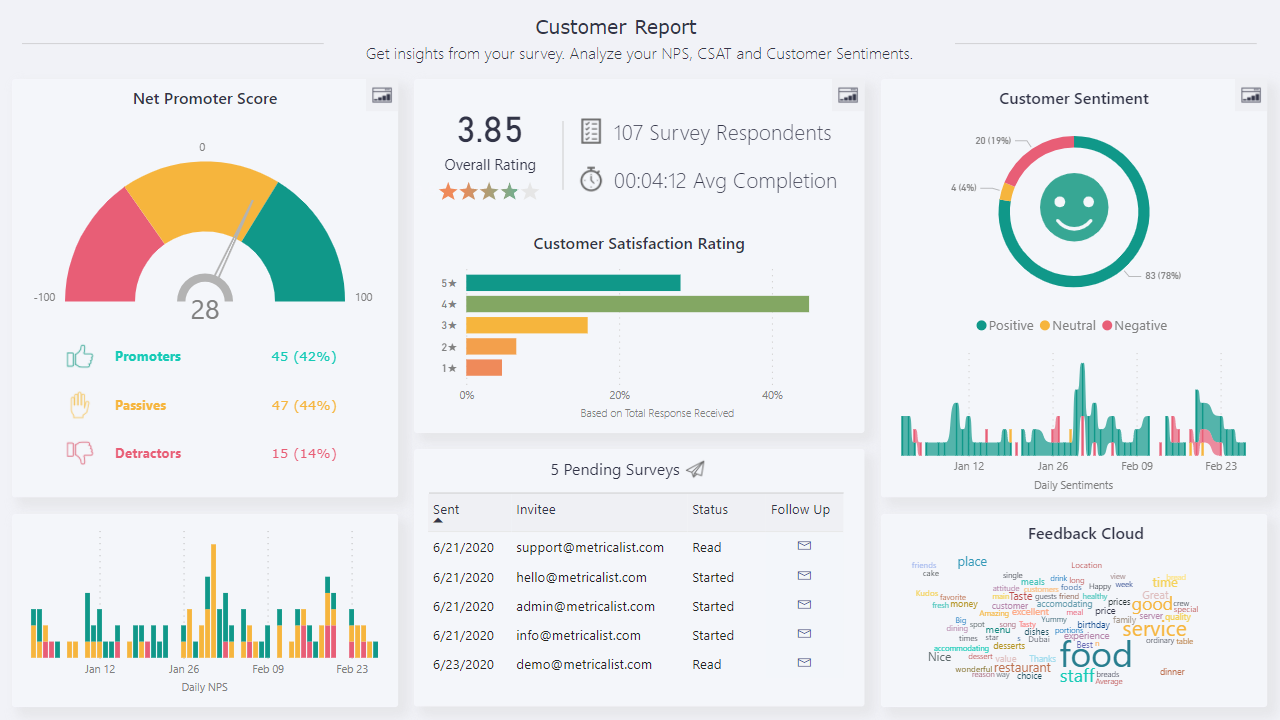 Customer Report
Get insights from your survey. Analyze your NPS, CSAT and Customer Sentiments.
Net Promoter Score
0
-100
100
28
Promoters 45 (42%)
Passives 47 (44%)
Detractors 15 (14%)
Jan 12 Jan 26 Feb 09 Feb 23
Daily NPS
3.85
Overall Rating
107 Survey Respondents
00:04:12 Avg Completion
Customer Satisfaction Rating
5★
4★
3★
2★
1★
0% 20% 40%
Based on Total Response Received
5 Pending Surveys
Sent Invitee Status Follow Up
6/21/2020 support@metricalist.com Read
6/21/2020 hello@metricalist.com Started
6/21/2020 admin@metricalist.com Started
6/21/2020 info@metricalist.com Started
6/23/2020 demo@metricalist.com Read
Customer Sentiment
20 (19%)
4 (4%)
83 (78%)
Positive Neutral Negative
Jan 12 Jan 26 Feb 09 Feb 23
Daily Sentiments
Feedback Cloud
friends place Location
cake single drink long view time
attitude meals customers foods Happy week
Kudos favorite main Taste guests friend healthy Great
fresh money customer accomodating prices good crew
Amazing excellent meal price special
Big spot song Tasty Yummy family server quality
dining menu dishes portions birthday service
times star s Dubai experience ordinary table
accommodating desserts Best n
Nice dessert value Thanks food
wonderful restaurant dinner
reason way choice staff breads
Average